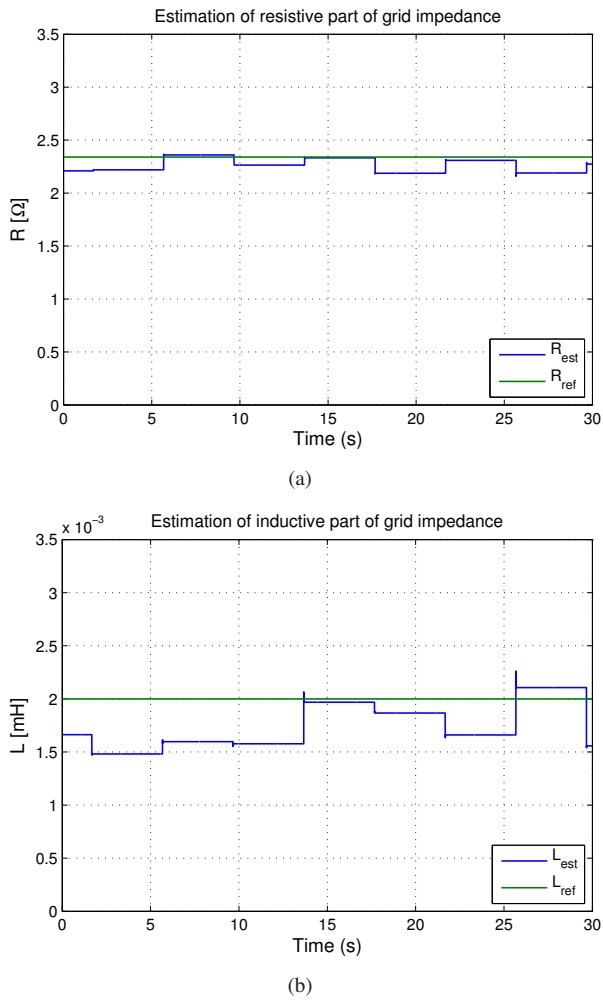 Estimation of resistive part of grid impedance
3.5
3
2.5
2
1.5
1
0.5
0
R [Ω]
R_est
R_ref
0 5 10 15 20 25 30
Time (s)
(a)
x 10^-3
Estimation of inductive part of grid impedance
3.5
3
2.5
2
1.5
1
0.5
0
L [mH]
L_est
L_ref
0 5 10 15 20 25 30
Time (s)
(b)